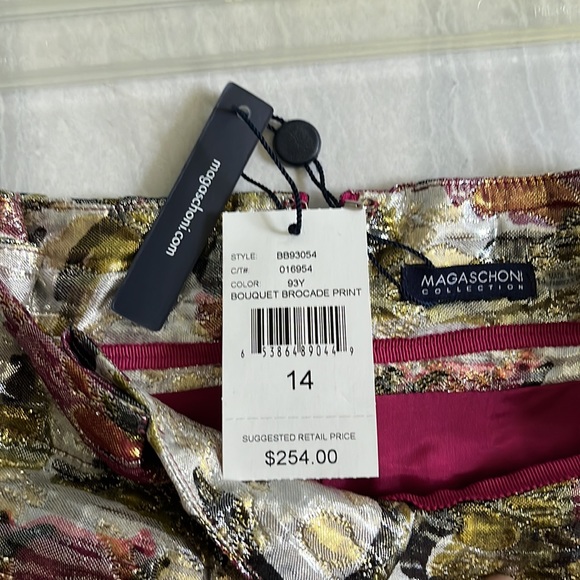 magaschoni.com
STYLE: BB93054
C/T#: 016954
COLOR: 93Y
BOUQUET BROCADE PRINT
6 53864 89044 9
14
SUGGESTED RETAIL PRICE
$254.00
MAGASCHONI
COLLECTION